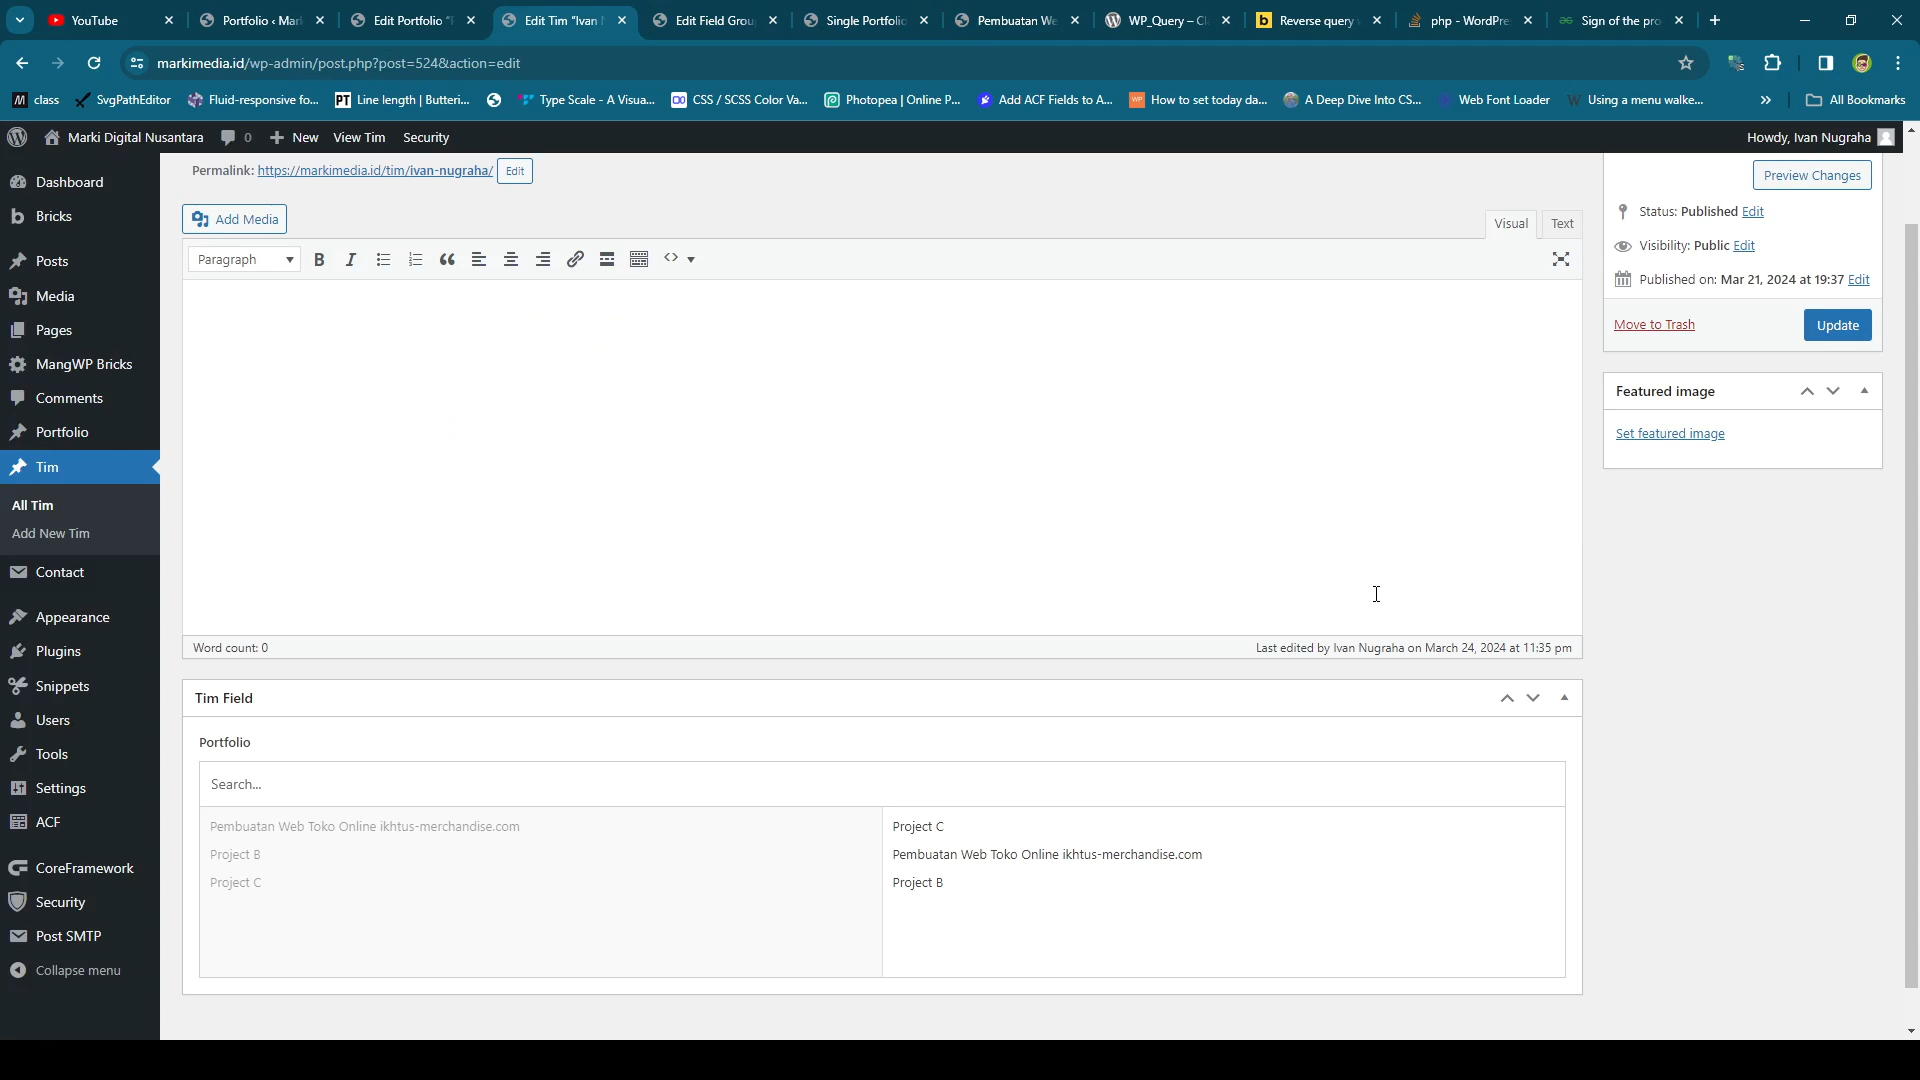 YouTube
Portfolio ‹ Mar
Edit Portfolio "
Edit Tim "Ivan
Edit Field Grou
Single Portfolio
Pembuatan We
WP_Query – Cl
Reverse query
php - WordPre
Sign of the pro
markimedia.id/wp-admin/post.php?post=524&action=edit
class
SvgPathEditor
Fluid-responsive fo...
Line length | Butteri...
Type Scale - A Visua...
CSS / SCSS Color Va...
Photopea | Online P...
Add ACF Fields to A...
How to set today da...
A Deep Dive Into CS...
Web Font Loader
Using a menu walke...
All Bookmarks
Marki Digital Nusantara
0
New
View Tim
Security
Howdy, Ivan Nugraha
Dashboard
Bricks
Posts
Media
Pages
MangWP Bricks
Comments
Portfolio
Tim
All Tim
Add New Tim
Contact
Appearance
Plugins
Snippets
Users
Tools
Settings
ACF
CoreFramework
Security
Post SMTP
Collapse menu
Permalink: https://markimedia.id/tim/ivan-nugraha/ Edit
Add Media
Visual
Text
Paragraph
Word count: 0
Last edited by Ivan Nugraha on March 24, 2024 at 11:35 pm
Tim Field
Portfolio
Search...
Pembuatan Web Toko Online ikhtus-merchandise.com
Project B
Project C
Project C
Pembuatan Web Toko Online ikhtus-merchandise.com
Project B
Preview Changes
Status: Published Edit
Visibility: Public Edit
Published on: Mar 21, 2024 at 19:37 Edit
Move to Trash
Update
Featured image
Set featured image